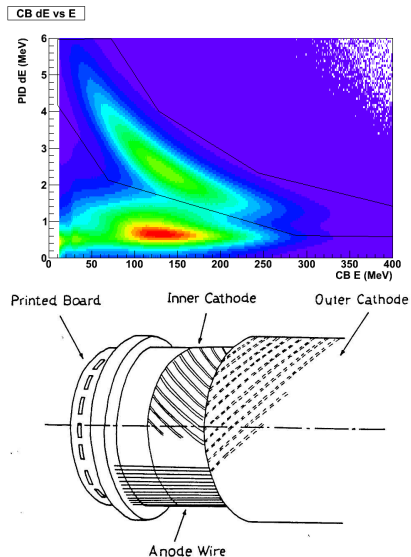 CB dE vs E
PID dE (MeV)
6
5
4
3
2
1
0
0 50 100 150 200 250 300 350 400
CB E (MeV)
Printed Board
Inner Cathode
Outer Cathode
Anode Wire